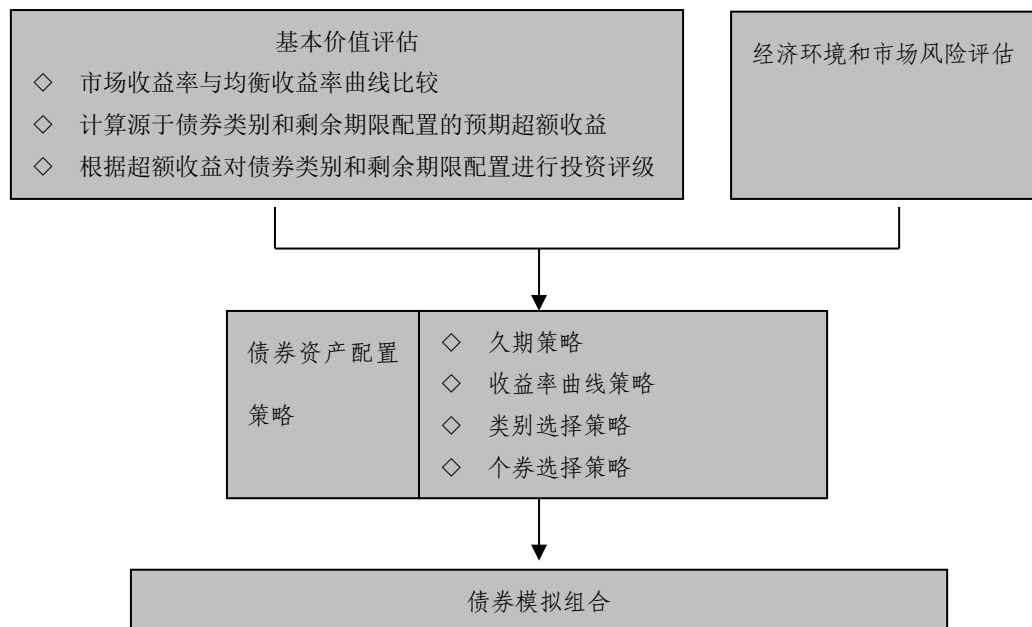 基本价值评估
◇ 市场收益率与均衡收益率曲线比较
◇ 计算源于债券类别和剩余期限配置的预期超额收益
◇ 根据超额收益对债券类别和剩余期限配置进行投资评级
经济环境和市场风险评估
债券资产配置
策略
◇ 久期策略
◇ 收益率曲线策略
◇ 类别选择策略
◇ 个券选择策略
债券模拟组合